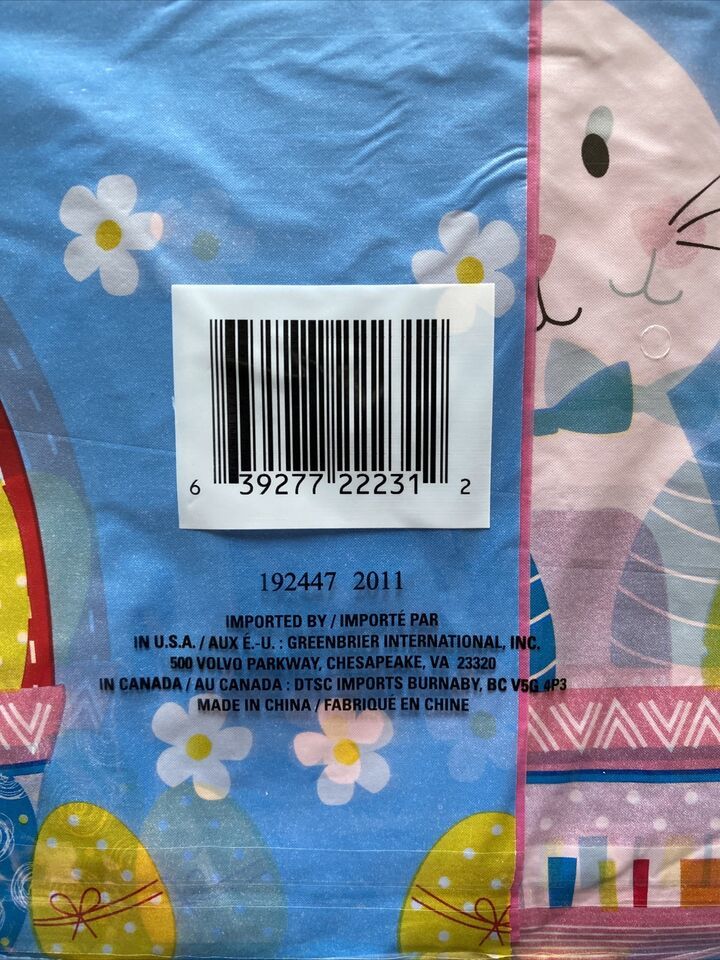 6 39277 22231 2
192447 2011
IMPORTED BY / IMPORTÉ PAR
IN U.S.A. / AUX É.-U. : GREENBRIER INTERNATIONAL, INC.
500 VOLVO PARKWAY, CHESAPEAKE, VA 23320
IN CANADA / AU CANADA : DTSC IMPORTS BURNABY, BC V5G 4P3
MADE IN CHINA / FABRIQUÉ EN CHINE